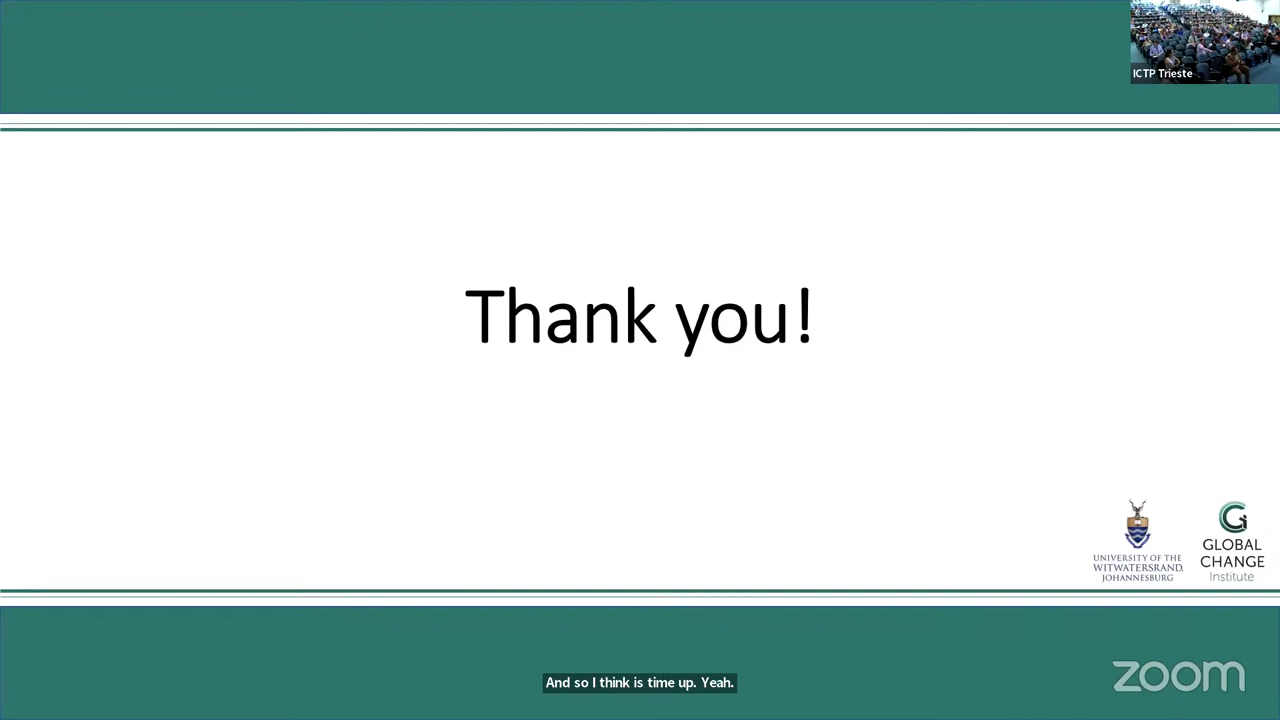 ICTP Trieste
Thank you!
UNIVERSITY OF THE
WITWATERSRAND,
JOHANNESBURG
GLOBAL
CHANGE
Institute
And so I think is time up. Yeah.
zoom